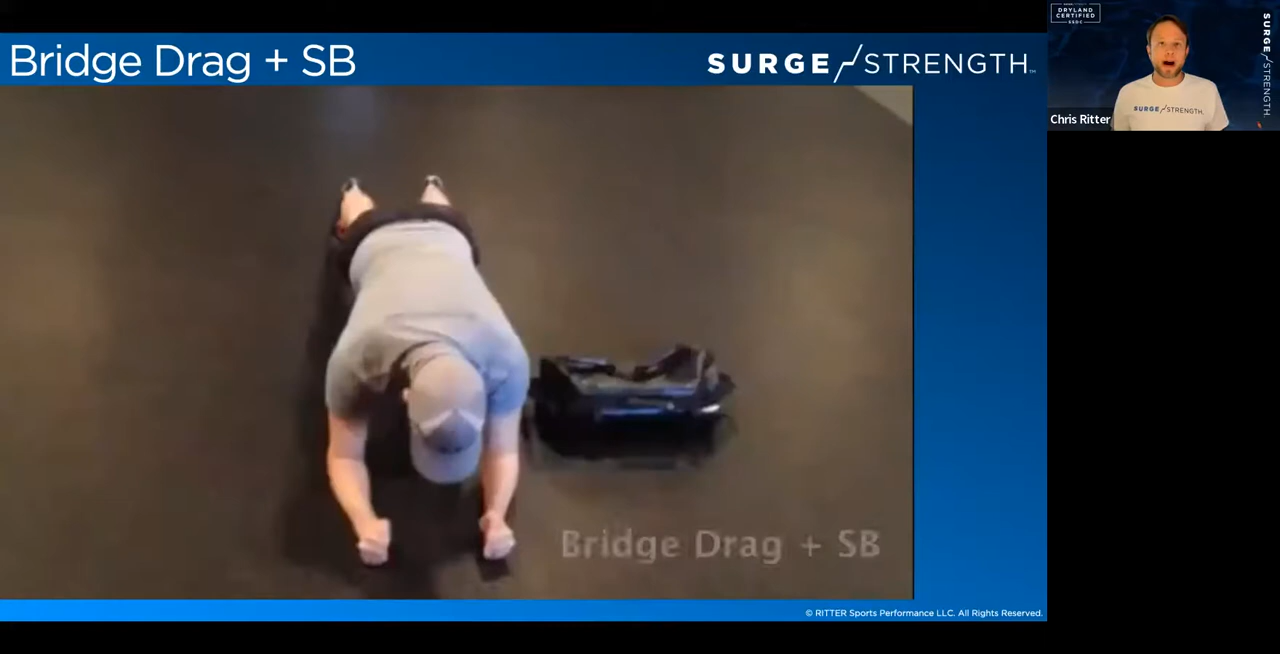 Bridge Drag + SB
SURGE STRENGTH™
DRYLAND
CERTIFIED
SURGE STRENGTH
SURGE STRENGTH.
Chris Ritter
Bridge Drag + SB
© RITTER Sports Performance LLC. All Rights Reserved.